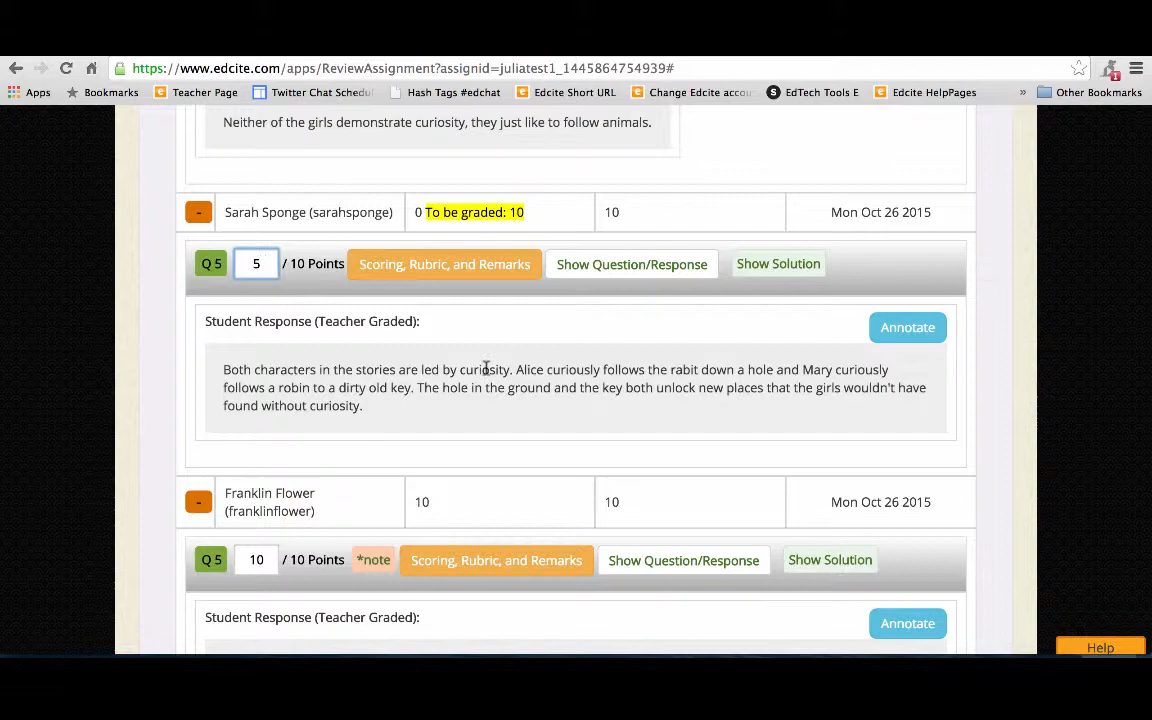 https://www.edcite.com/apps/ReviewAssignment?assignid=juliatest1_1445864754939#
Apps Bookmarks Teacher Page Twitter Chat Schedu Hash Tags #edchat Edcite Short URL Change Edcite accou EdTech Tools E Edcite HelpPages » Other Bookmarks
Neither of the girls demonstrate curiosity, they just like to follow animals.
- Sarah Sponge (sarahsponge) 0 To be graded: 10 10 Mon Oct 26 2015
Q 5 5 / 10 Points Scoring, Rubric, and Remarks Show Question/Response Show Solution
Student Response (Teacher Graded):
Annotate
Both characters in the stories are led by curiosity. Alice curiously follows the rabit down a hole and Mary curiously
follows a robin to a dirty old key. The hole in the ground and the key both unlock new places that the girls wouldn't have
found without curiosity.
- Franklin Flower
(franklinflower)
10 10 Mon Oct 26 2015
Q 5 10 / 10 Points *note Scoring, Rubric, and Remarks Show Question/Response Show Solution
Student Response (Teacher Graded):
Annotate
Help